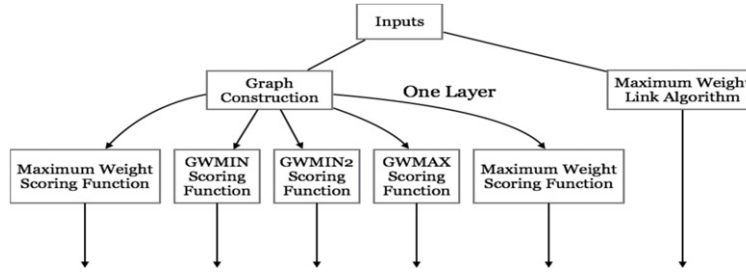 Inputs
Graph
Construction
One Layer
Maximum Weight
Link Algorithm
Maximum Weight
Scoring Function
GWMIN
Scoring
Function
GWMIN2
Scoring
Function
GWMAX
Scoring
Function
Maximum Weight
Scoring Function